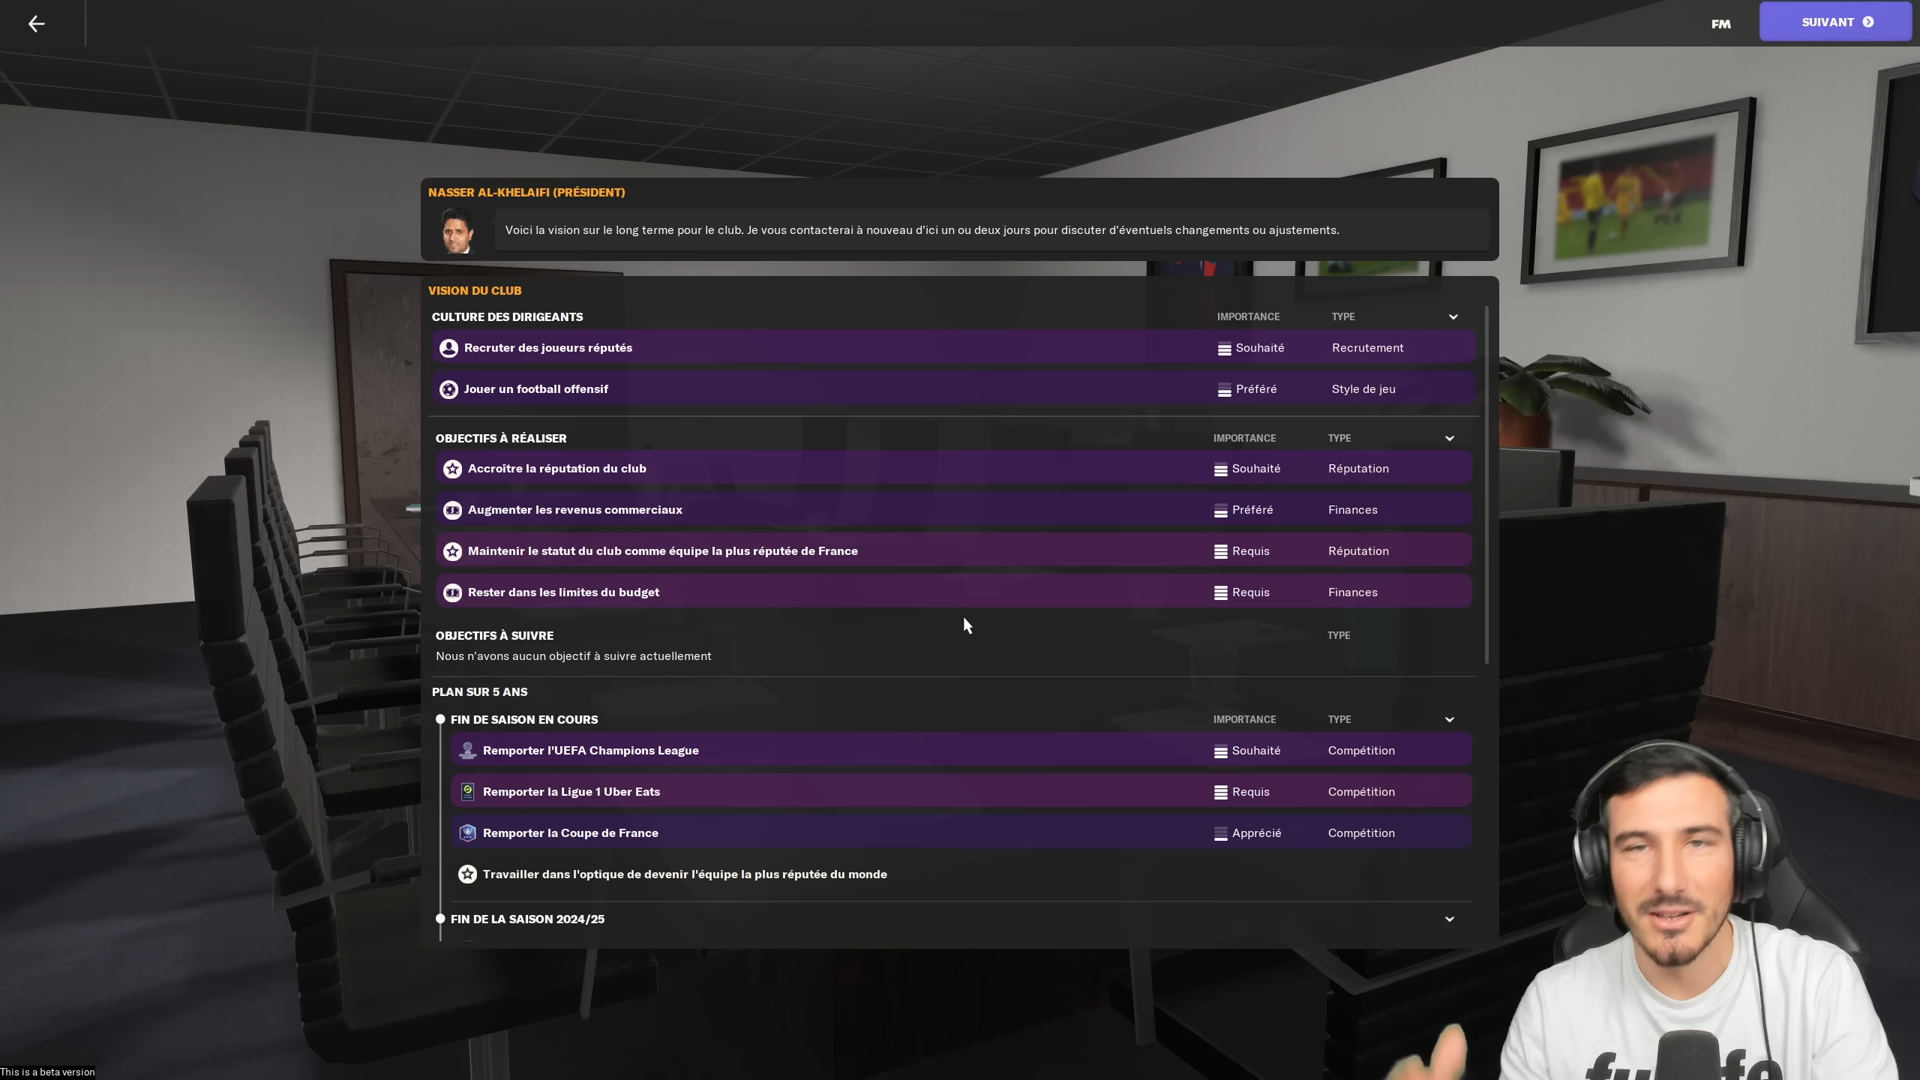 FM
SUIVANT
NASSER AL-KHELAIFI (PRÉSIDENT)
Voici la vision sur le long terme pour le club. Je vous contacterai à nouveau d'ici un ou deux jours pour discuter d'éventuels changements ou ajustements.
VISION DU CLUB
CULTURE DES DIRIGEANTS IMPORTANCE TYPE
Recruter des joueurs réputés Souhaité Recrutement
Jouer un football offensif Préféré Style de jeu
OBJECTIFS À RÉALISER IMPORTANCE TYPE
Accroître la réputation du club Souhaité Réputation
Augmenter les revenus commerciaux Préféré Finances
Maintenir le statut du club comme équipe la plus réputée de France Requis Réputation
Rester dans les limites du budget Requis Finances
OBJECTIFS À SUIVRE TYPE
Nous n'avons aucun objectif à suivre actuellement
PLAN SUR 5 ANS
FIN DE SAISON EN COURS IMPORTANCE TYPE
Remporter l'UEFA Champions League Souhaité Compétition
Remporter la Ligue 1 Uber Eats Requis Compétition
Remporter la Coupe de France Apprécié Compétition
Travailler dans l'optique de devenir l'équipe la plus réputée du monde
FIN DE LA SAISON 2024/25
This is a beta version